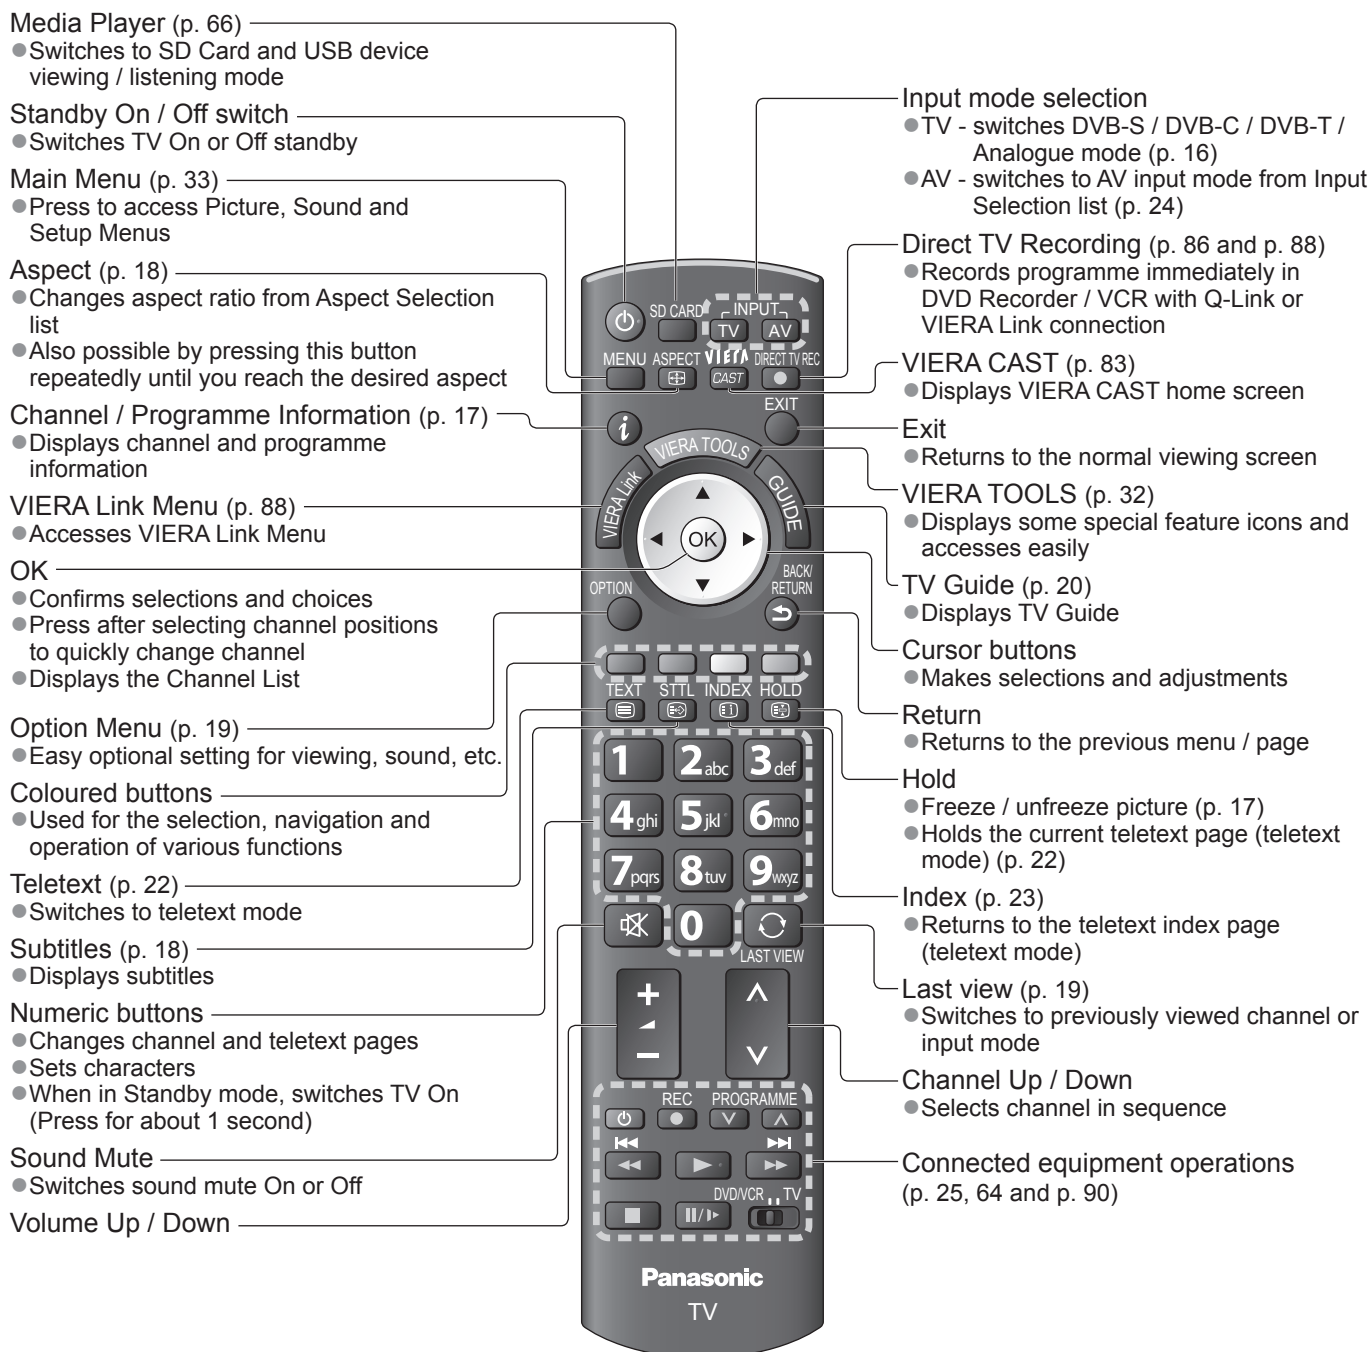 Media Player (p. 66)
●Switches to SD Card and USB device
viewing / listening mode
Standby On / Off switch
●Switches TV On or Off standby
Main Menu (p. 33)
●Press to access Picture, Sound and
Setup Menus
Aspect (p. 18)
●Changes aspect ratio from Aspect Selection
list
●Also possible by pressing this button
repeatedly until you reach the desired aspect
Channel / Programme Information (p. 17)
●Displays channel and programme
information
VIERA Link Menu (p. 88)
●Accesses VIERA Link Menu
OK
●Confirms selections and choices
●Press after selecting channel positions
to quickly change channel
●Displays the Channel List
Option Menu (p. 19)
●Easy optional setting for viewing, sound, etc.
Coloured buttons
●Used for the selection, navigation and
operation of various functions
Teletext (p. 22)
●Switches to teletext mode
Subtitles (p. 18)
●Displays subtitles
Numeric buttons
●Changes channel and teletext pages
●Sets characters
●When in Standby mode, switches TV On
(Press for about 1 second)
Sound Mute
●Switches sound mute On or Off
Volume Up / Down
SD CARD
INPUT
TV AV
MENU ASPECT VIERA DIRECT TV REC
CAST
EXIT
i
VIERA TOOLS
VIERA Link
GUIDE
OK
OPTION
BACK/
RETURN
TEXT STTL INDEX HOLD
1 2 abc 3 def
4 ghi 5 jkl 6 mno
7 pqrs 8 tuv 9 wxyz
0
LAST VIEW
+
−
REC PROGRAMME
DVD/VCR TV
Panasonic
TV
Input mode selection
●TV - switches DVB-S / DVB-C / DVB-T /
Analogue mode (p. 16)
●AV - switches to AV input mode from Input
Selection list (p. 24)
Direct TV Recording (p. 86 and p. 88)
●Records programme immediately in
DVD Recorder / VCR with Q-Link or
VIERA Link connection
VIERA CAST (p. 83)
●Displays VIERA CAST home screen
Exit
●Returns to the normal viewing screen
VIERA TOOLS (p. 32)
●Displays some special feature icons and
accesses easily
TV Guide (p. 20)
●Displays TV Guide
Cursor buttons
●Makes selections and adjustments
Return
●Returns to the previous menu / page
Hold
●Freeze / unfreeze picture (p. 17)
●Holds the current teletext page (teletext
mode) (p. 22)
Index (p. 23)
●Returns to the teletext index page
(teletext mode)
Last view (p. 19)
●Switches to previously viewed channel or
input mode
Channel Up / Down
●Selects channel in sequence
Connected equipment operations
(p. 25, 64 and p. 90)